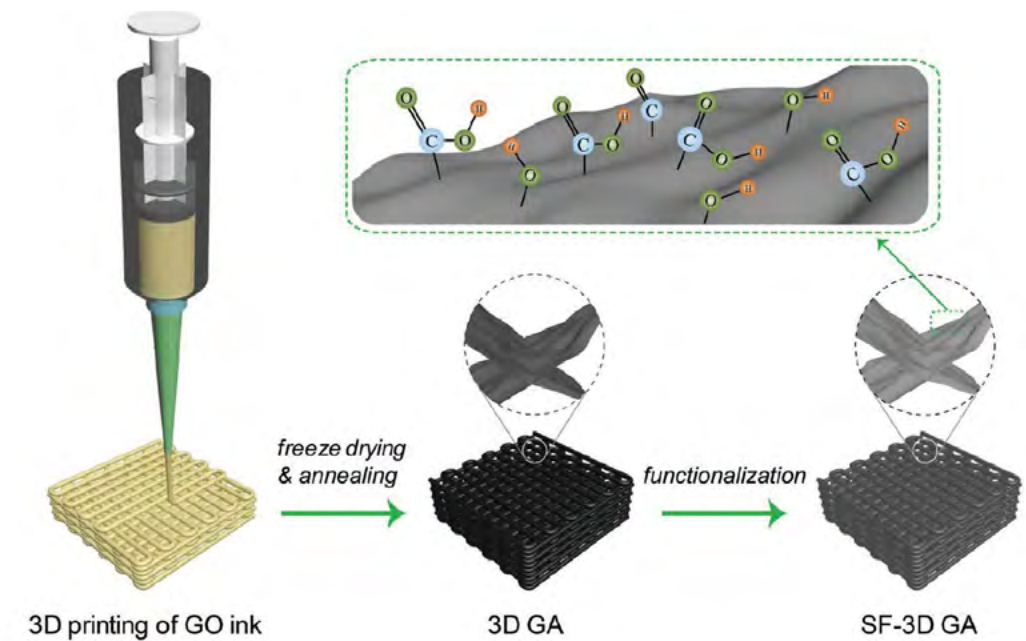 O H C O
H O
O H C O
O C
O C O H
O H
O H
O C O H
freeze drying
& annealing
functionalization
3D printing of GO ink
3D GA
SF-3D GA